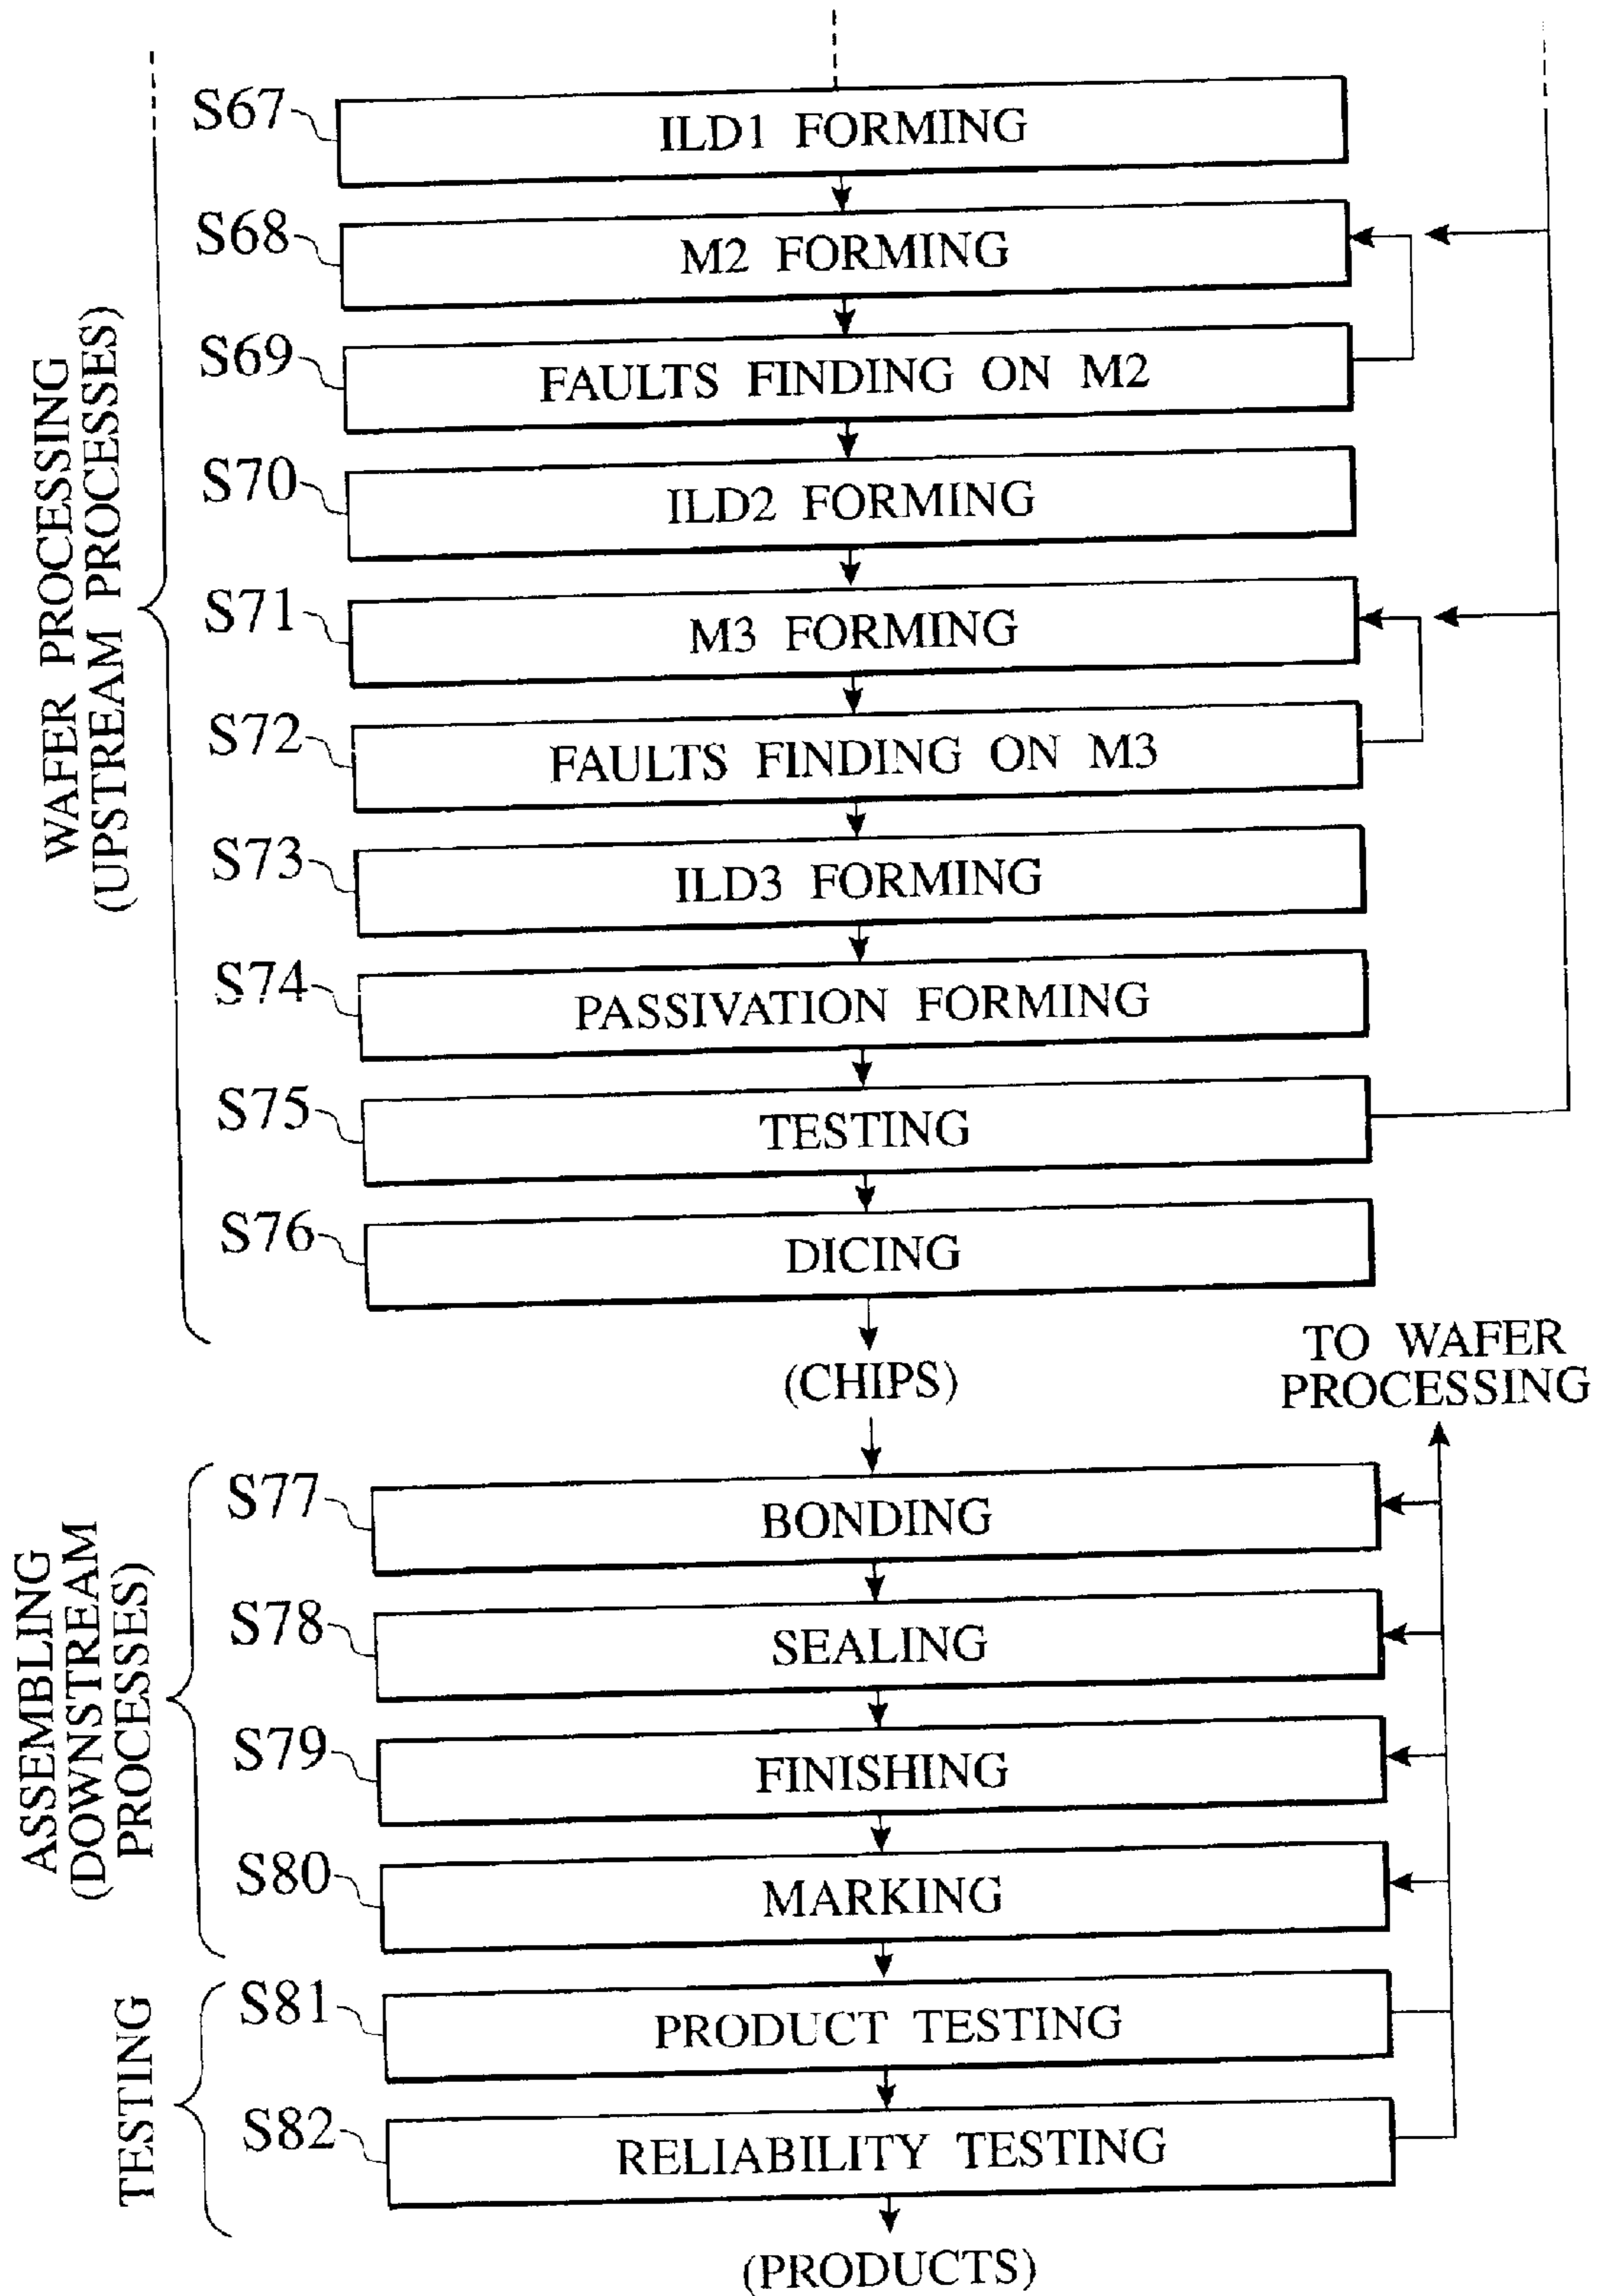 S67
ILD1 FORMING
S68
M2 FORMING
S69
FAULTS FINDING ON M2
S70
ILD2 FORMING
S71
M3 FORMING
S72
FAULTS FINDING ON M3
S73
ILD3 FORMING
S74
PASSIVATION FORMING
S75
TESTING
S76
DICING
WAFER PROCESSING
(UPSTREAM PROCESSES)
(CHIPS)
TO WAFER
PROCESSING
S77
BONDING
S78
SEALING
S79
FINISHING
S80
MARKING
ASSEMBLING
(DOWNSTREAM
PROCESSES)
S81
PRODUCT TESTING
S82
RELIABILITY TESTING
TESTING
(PRODUCTS)